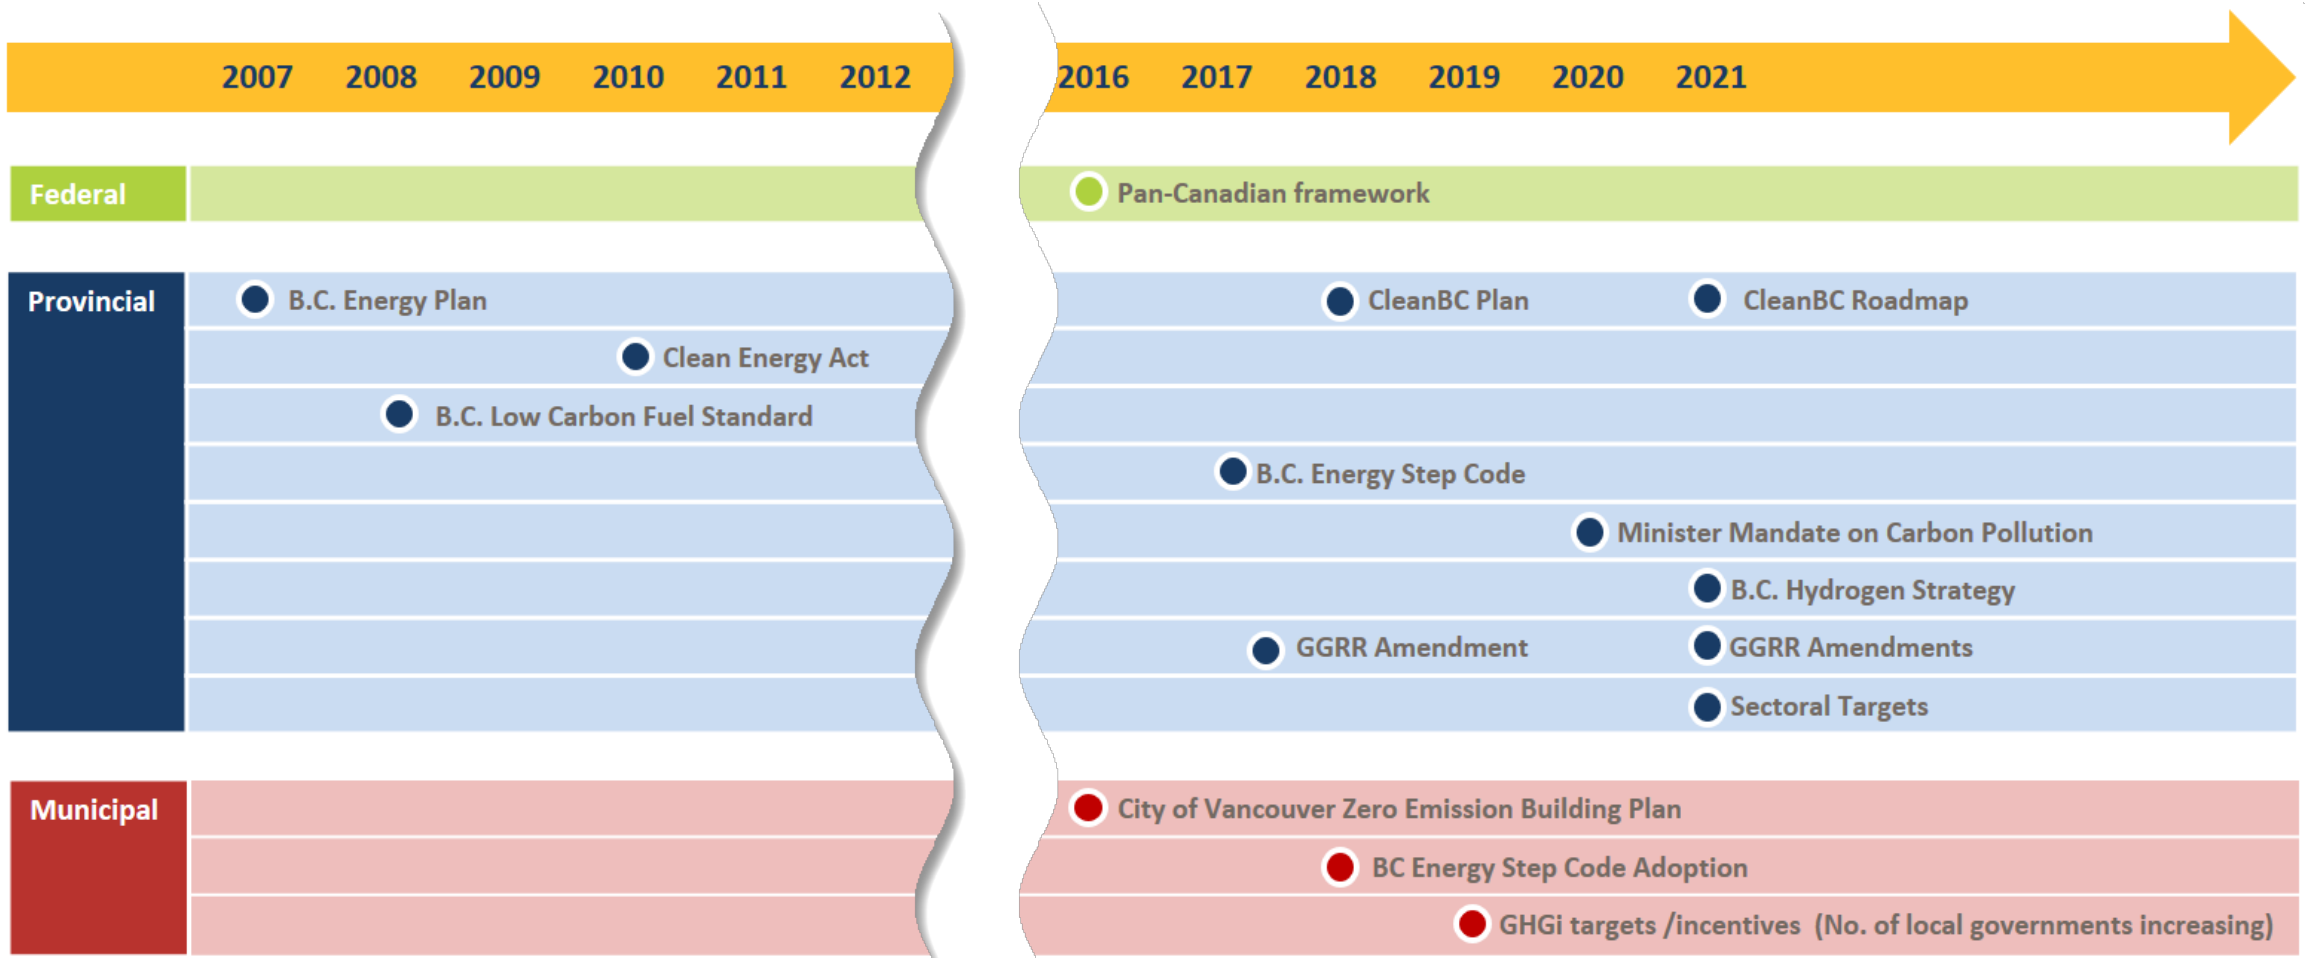 2007 2008 2009 2010 2011 2012 2016 2017 2018 2019 2020 2021
Federal Pan-Canadian framework
Provincial B.C. Energy Plan CleanBC Plan CleanBC Roadmap
Clean Energy Act
B.C. Low Carbon Fuel Standard
B.C. Energy Step Code
Minister Mandate on Carbon Pollution
B.C. Hydrogen Strategy
GGRR Amendment GGRR Amendments
Sectoral Targets
Municipal City of Vancouver Zero Emission Building Plan
BC Energy Step Code Adoption
GHGi targets /incentives (No. of local governments increasing)